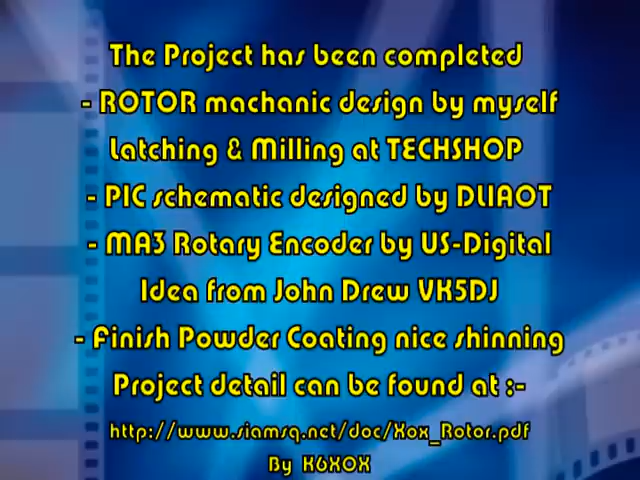 The Project has been completed
- ROTOR machanic design by myself
Latching & Milling at TECHSHOP
- PIC schematic designed by DL1AOT
- MA3 Rotary Encoder by US-Digital
Idea from John Drew VK5DJ
- Finish Powder Coating nice shinning
Project detail can be found at :-
http://www.siamsq.net/doc/Xox_Rotor.pdf
By K6XOX